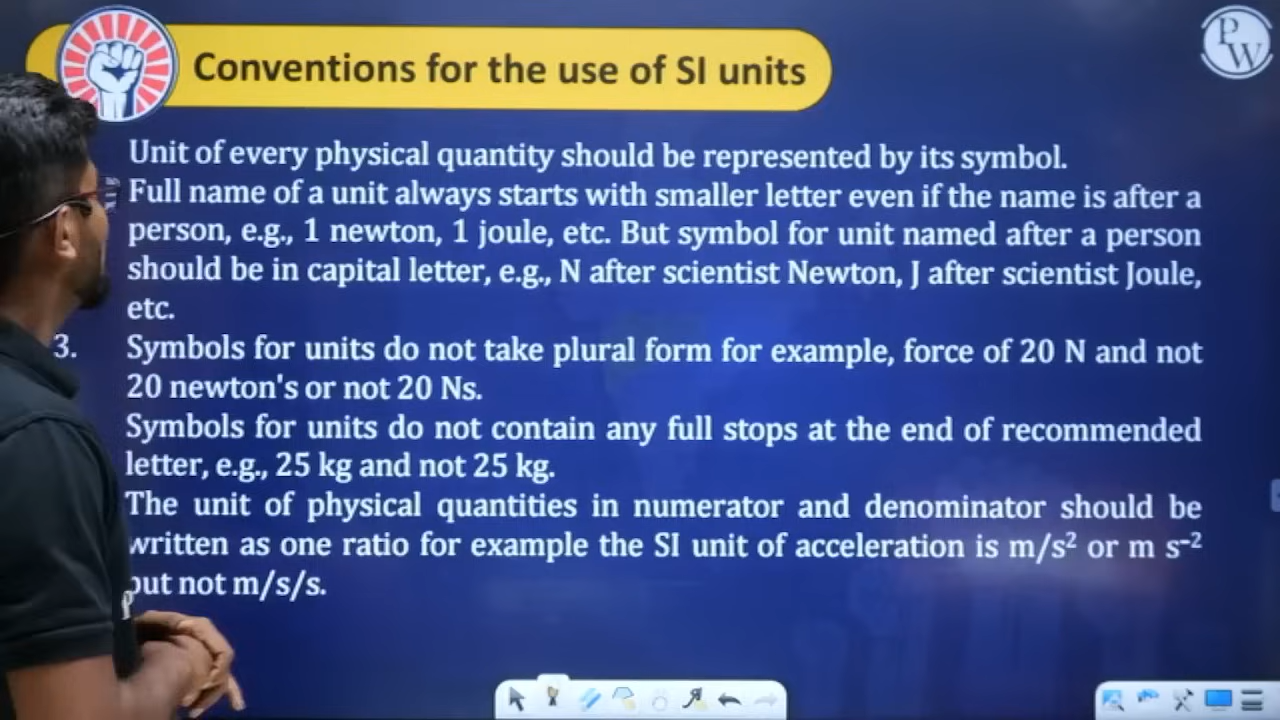 Conventions for the use of SI units
PW
Unit of every physical quantity should be represented by its symbol.
Full name of a unit always starts with smaller letter even if the name is after a
person, e.g., 1 newton, 1 joule, etc. But symbol for unit named after a person
should be in capital letter, e.g., N after scientist Newton, J after scientist Joule,
etc.
3. Symbols for units do not take plural form for example, force of 20 N and not
20 newton's or not 20 Ns.
Symbols for units do not contain any full stops at the end of recommended
letter, e.g., 25 kg and not 25 kg.
The unit of physical quantities in numerator and denominator should be
written as one ratio for example the SI unit of acceleration is m/s² or m s⁻²
but not m/s/s.